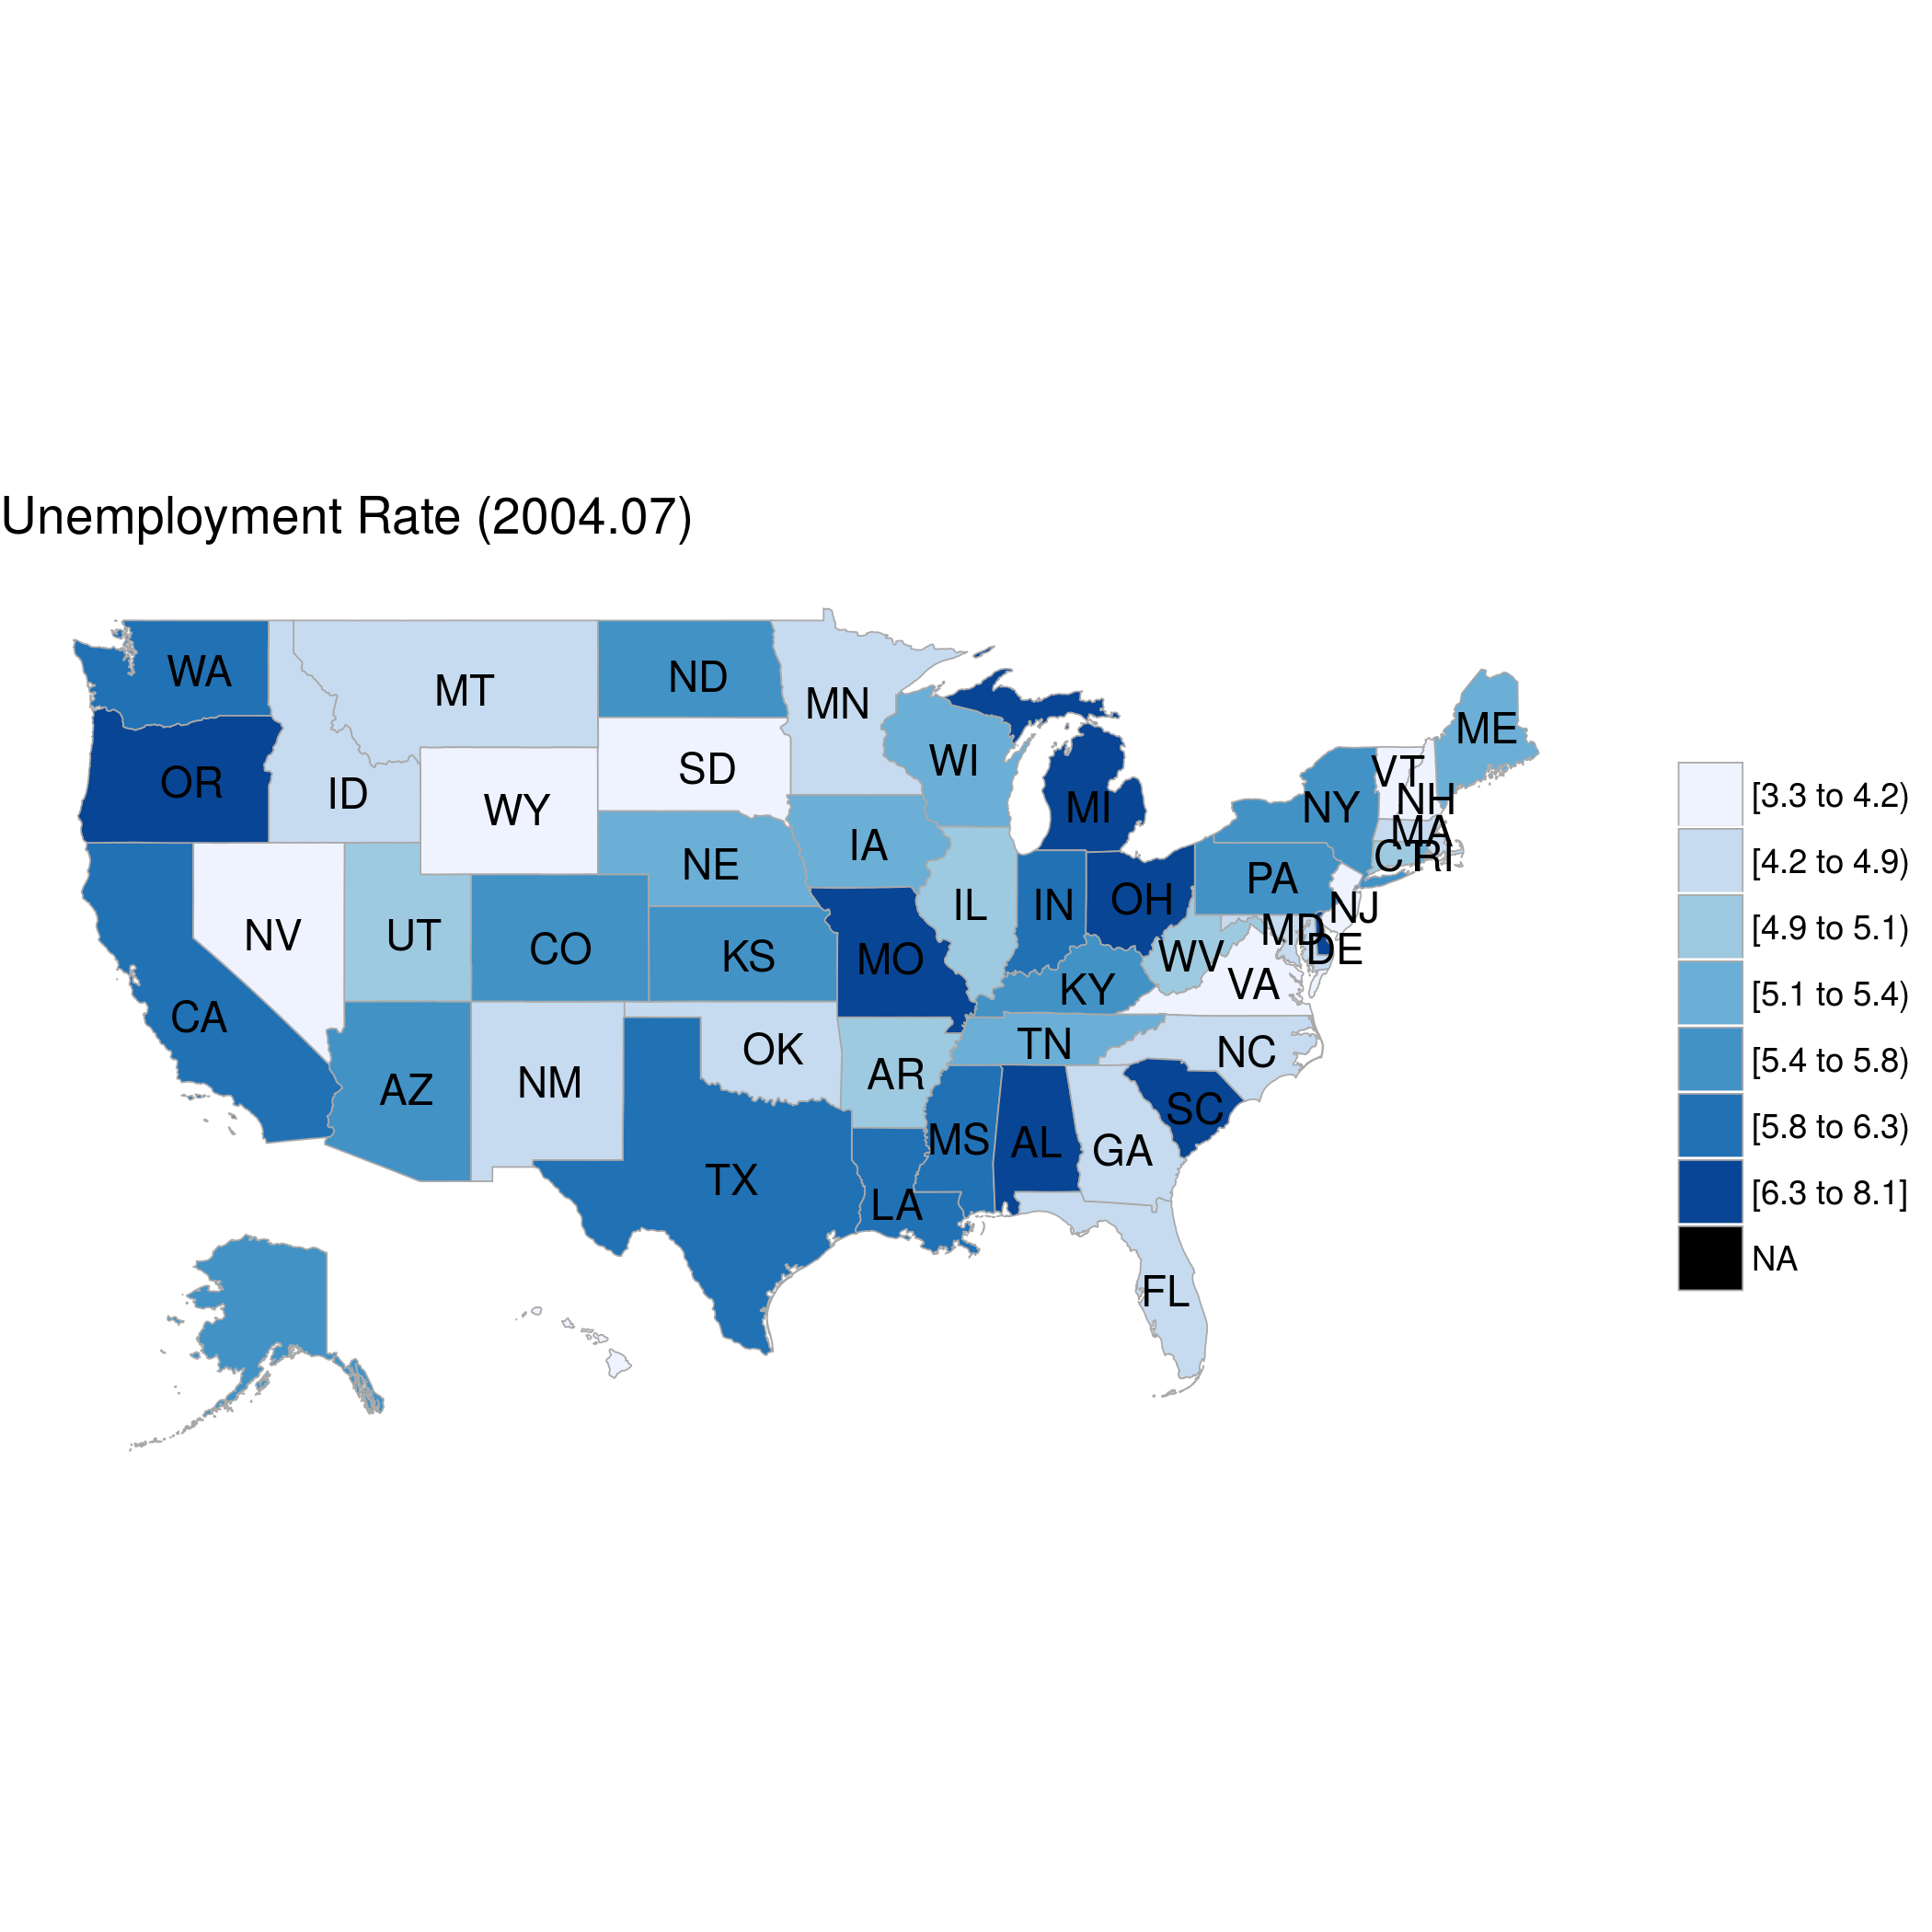 Unemployment Rate (2004.07)
WA
MT
ND
MN
ME
OR
ID
WY
SD
WI
MI
VT
NH
NY
MA
CT
RI
IA
NE
PA
NV
UT
CO
KS
MO
IL
IN
OH
NJ
MD
DE
WV
VA
KY
CA
AZ
NM
OK
AR
TN
NC
SC
MS
AL
GA
TX
LA
FL
[3.3 to 4.2)
[4.2 to 4.9)
[4.9 to 5.1)
[5.1 to 5.4)
[5.4 to 5.8)
[5.8 to 6.3)
[6.3 to 8.1]
NA